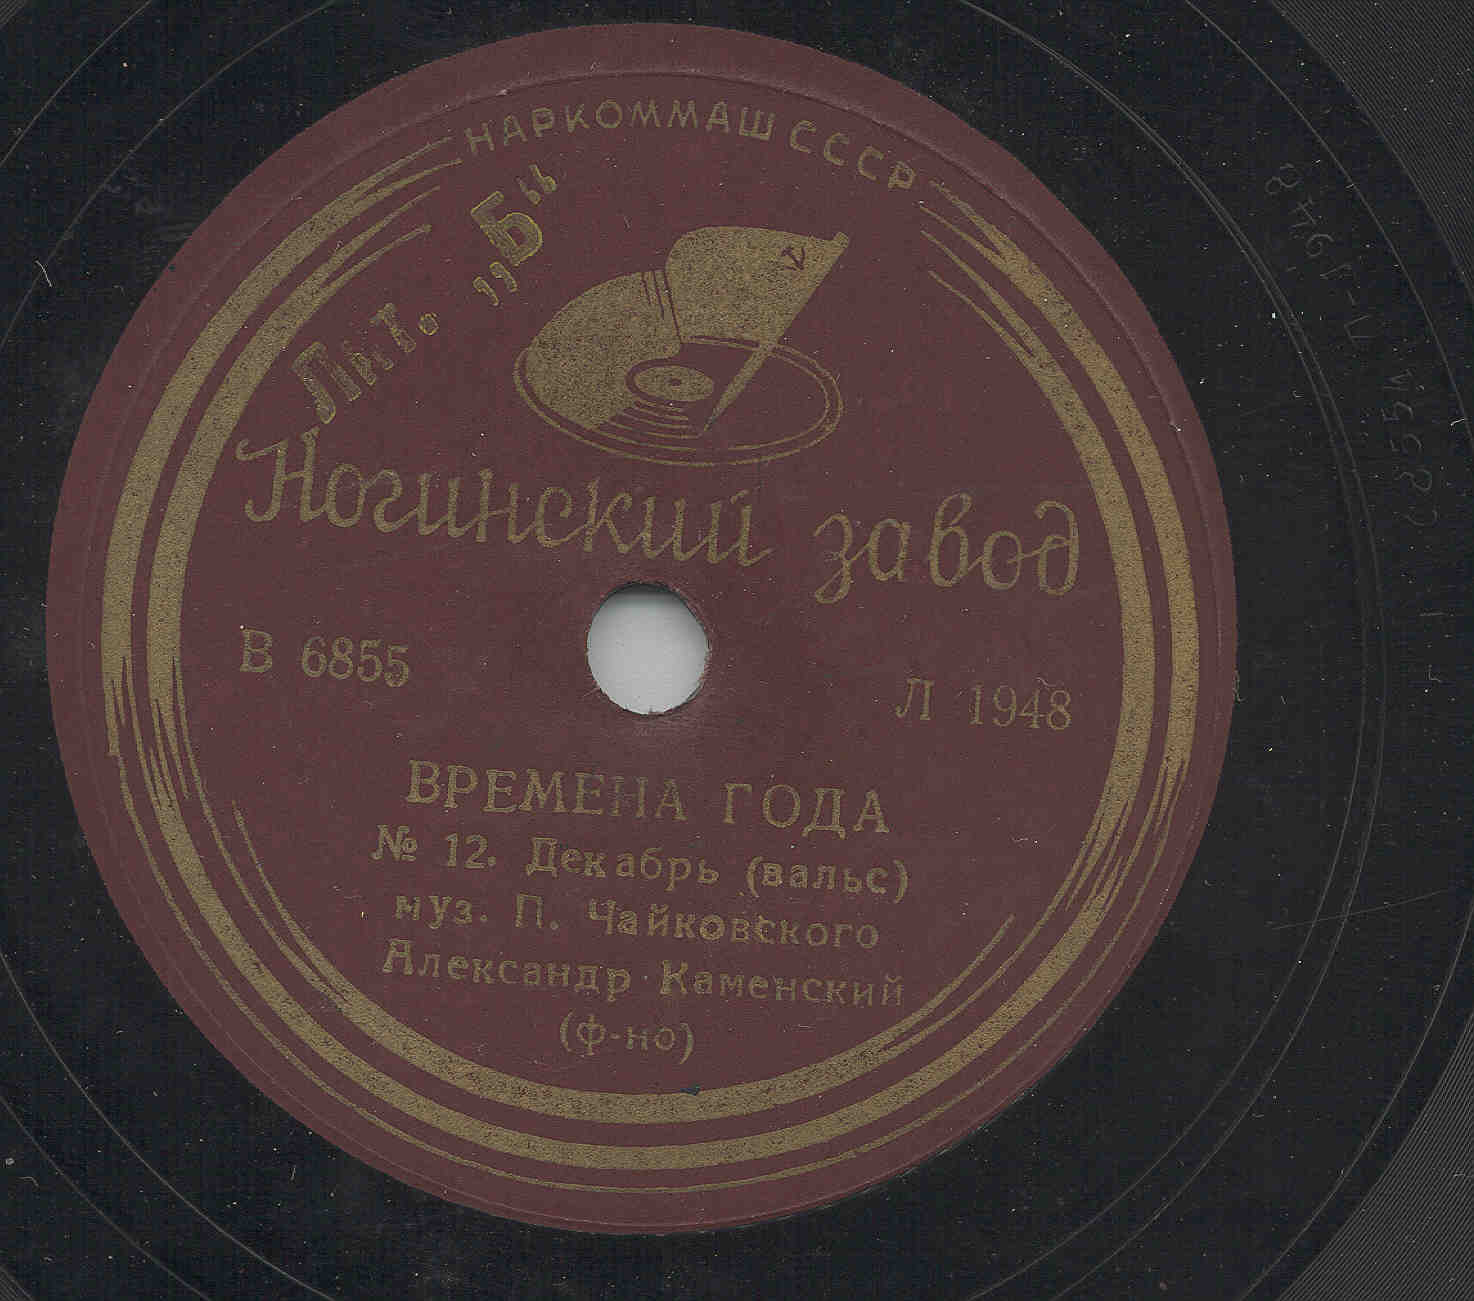 НАРКОММАШ СССР
Лит. „Б“
Ногинский завод
В 6855
Л 1948
ВРЕМЕНА ГОДА
№ 12. Декабрь (вальс)
муз. П. Чайковского
Александр Каменский
(ф-но)